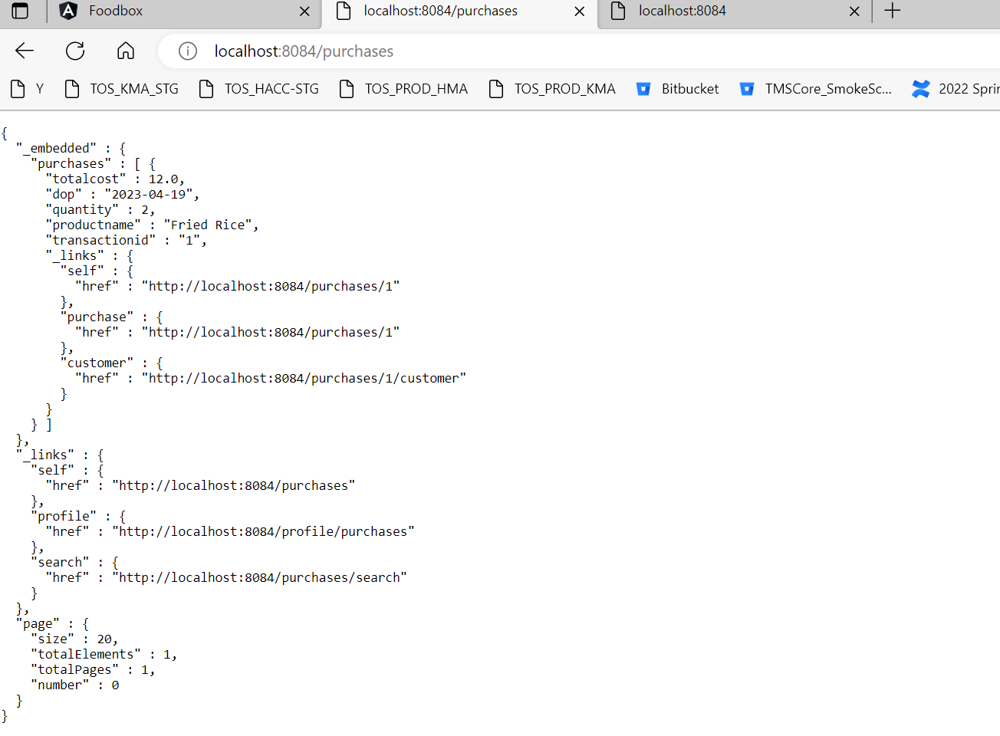 Foodbox
localhost:8084/purchases
localhost:8084
localhost:8084/purchases
Y TOS_KMA_STG TOS_HACC-STG TOS_PROD_HMA TOS_PROD_KMA Bitbucket TMSCore_SmokeSc... 2022 Sprin
{
  "_embedded" : {
    "purchases" : [ {
      "totalcost" : 12.0,
      "dop" : "2023-04-19",
      "quantity" : 2,
      "productname" : "Fried Rice",
      "transactionid" : "1",
      "_links" : {
        "self" : {
          "href" : "http://localhost:8084/purchases/1"
        },
        "purchase" : {
          "href" : "http://localhost:8084/purchases/1"
        },
        "customer" : {
          "href" : "http://localhost:8084/purchases/1/customer"
        }
      }
    } ]
  },
  "_links" : {
    "self" : {
      "href" : "http://localhost:8084/purchases"
    },
    "profile" : {
      "href" : "http://localhost:8084/profile/purchases"
    },
    "search" : {
      "href" : "http://localhost:8084/purchases/search"
    }
  },
  "page" : {
    "size" : 20,
    "totalElements" : 1,
    "totalPages" : 1,
    "number" : 0
  }
}